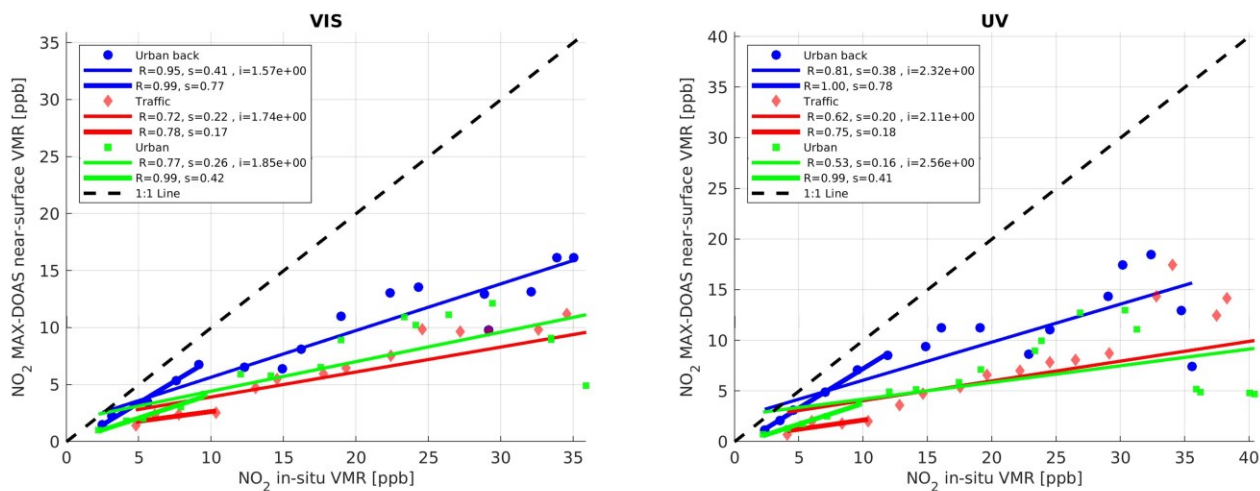 VIS
NO2 MAX-DOAS near-surface VMR [ppb]
35
30
25
20
15
10
5
0
Urban back
R=0.95, s=0.41 , i=1.57e+00
R=0.99, s=0.77
Traffic
R=0.72, s=0.22 , i=1.74e+00
R=0.78, s=0.17
Urban
R=0.77, s=0.26 , i=1.85e+00
R=0.99, s=0.42
1:1 Line
0 5 10 15 20 25 30 35
NO2 in-situ VMR [ppb]
UV
NO2 MAX-DOAS near-surface VMR [ppb]
40
35
30
25
20
15
10
5
0
Urban back
R=0.81, s=0.38 , i=2.32e+00
R=1.00, s=0.78
Traffic
R=0.62, s=0.20 , i=2.11e+00
R=0.75, s=0.18
Urban
R=0.53, s=0.16 , i=2.56e+00
R=0.99, s=0.41
1:1 Line
0 5 10 15 20 25 30 35 40
NO2 in-situ VMR [ppb]